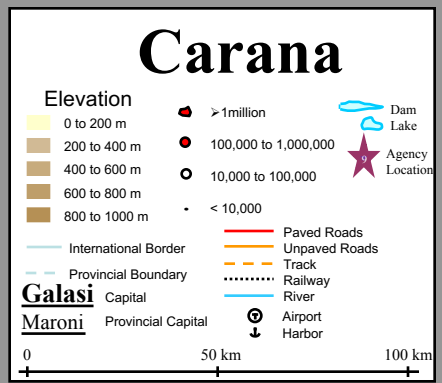 Carana
Elevation
0 to 200 m
200 to 400 m
400 to 600 m
600 to 800 m
800 to 1000 m
➢1million
100,000 to 1,000,000
10,000 to 100,000
< 10,000
Dam
Lake
9
Agency
Location
International Border
Provincial Boundary
Galasi Capital
Maroni Provincial Capital
Paved Roads
Unpaved Roads
Track
Railway
River
Airport
Harbor
0 50 km 100 km